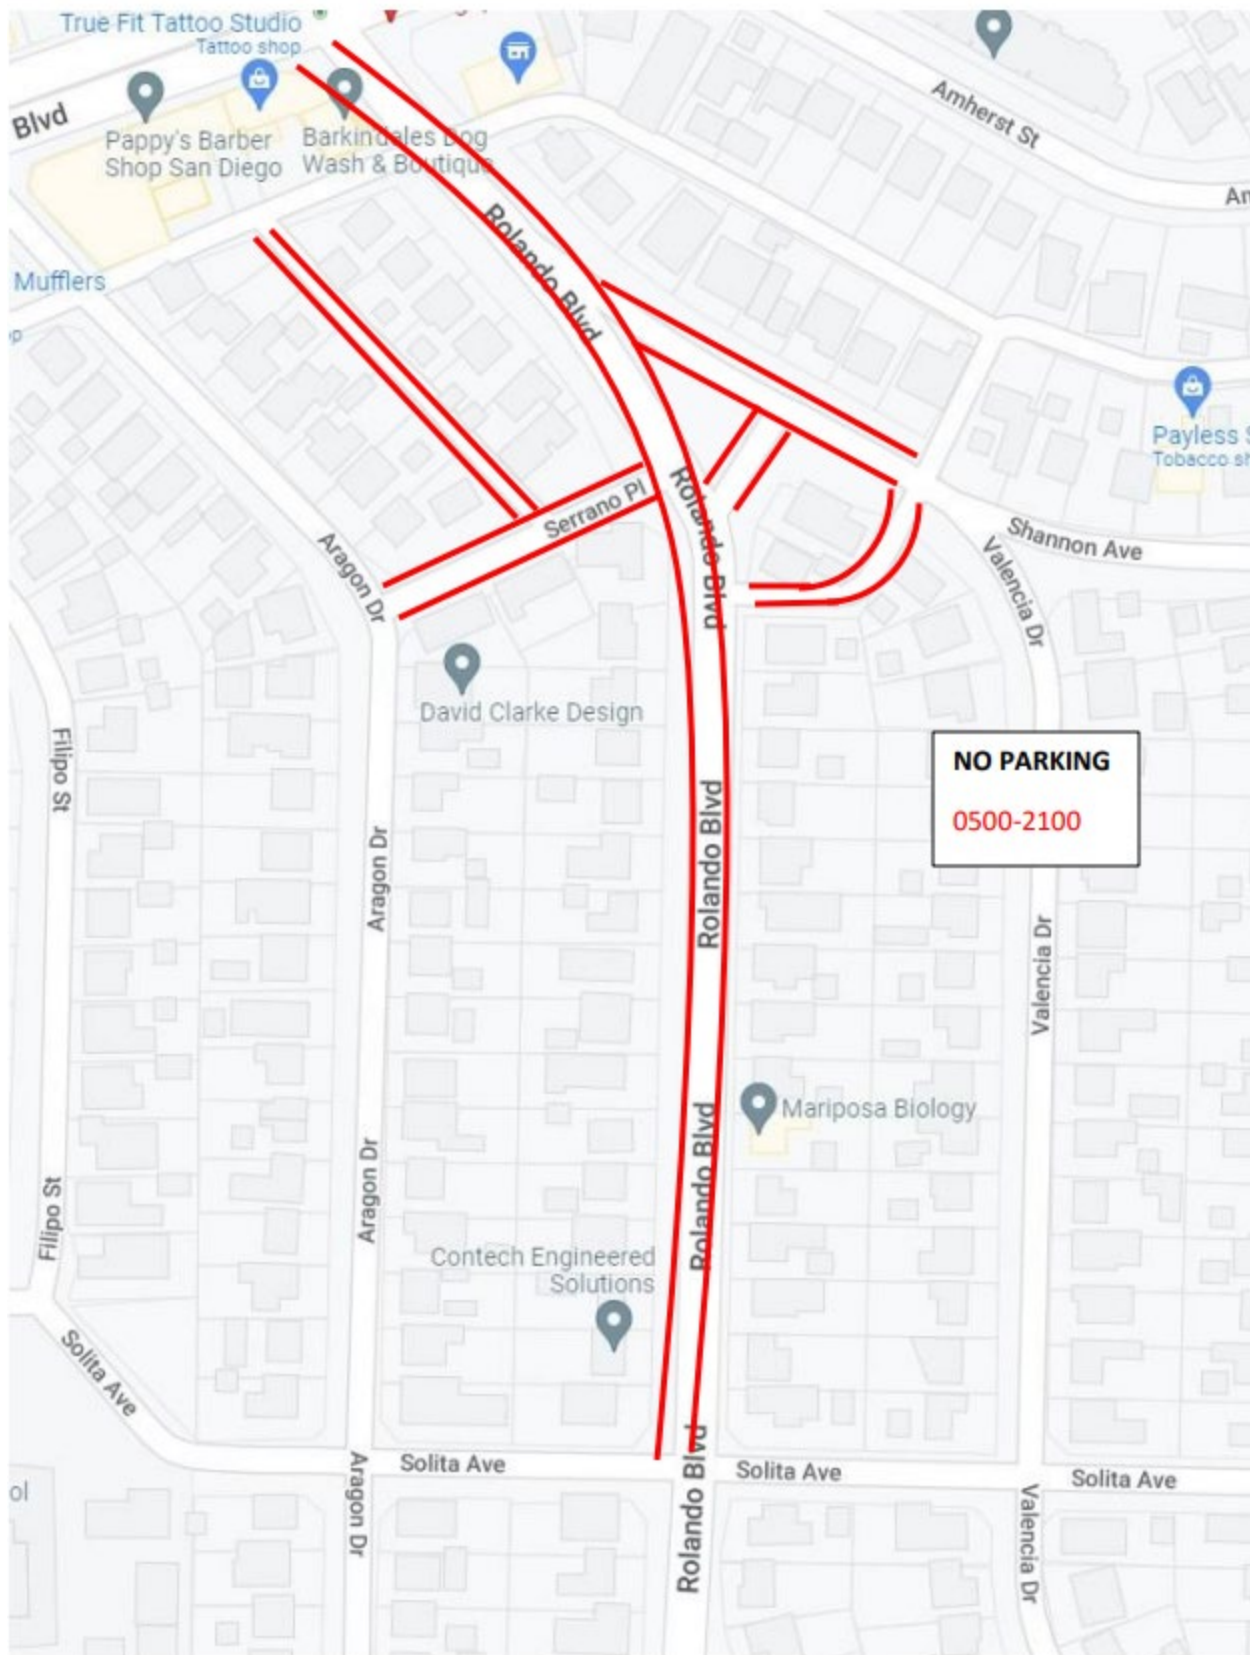 True Fit Tattoo Studio
Tattoo shop
Blvd
Pappy's Barber
Shop San Diego
Barkindales Dog
Wash & Boutique
Amherst St
Mufflers
Rolando Blvd
Payless
Tobacco
Rolando Blvd
Serrano Pl
Shannon Ave
Aragon Dr
Valencia Dr
David Clarke Design
Filipo St
NO PARKING
0500-2100
Rolando Blvd
Aragon Dr
Valencia Dr
Mariposa Biology
Rolando Blvd
Aragon Dr
Filipo St
Contech Engineered
Solutions
Solita Ave
Rolando Blvd
Solita Ave
Solita Ave
Solita Ave
Aragon Dr
Valencia Dr